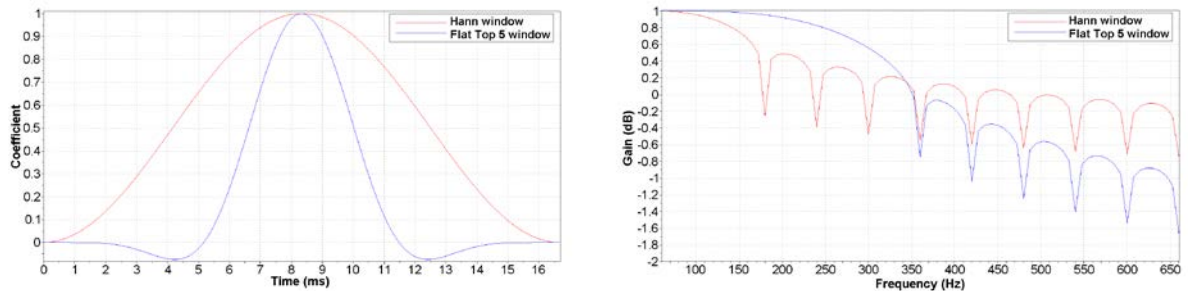 1
0.9
0.8
0.7
0.6
0.5
0.4
0.3
0.2
0.1
0
Coefficient
Hann window
Flat Top 5 window
0 1 2 3 4 5 6 7 8 9 10 11 12 13 14 15 16
Time (ms)
1
0.8
0.6
0.4
0.2
0
-0.2
-0.4
-0.6
-0.8
-1
-1.2
-1.4
-1.6
-1.8
-2
Gain (dB)
Hann window
Flat Top 5 window
100 150 200 250 300 350 400 450 500 550 600 650
Frequency (Hz)